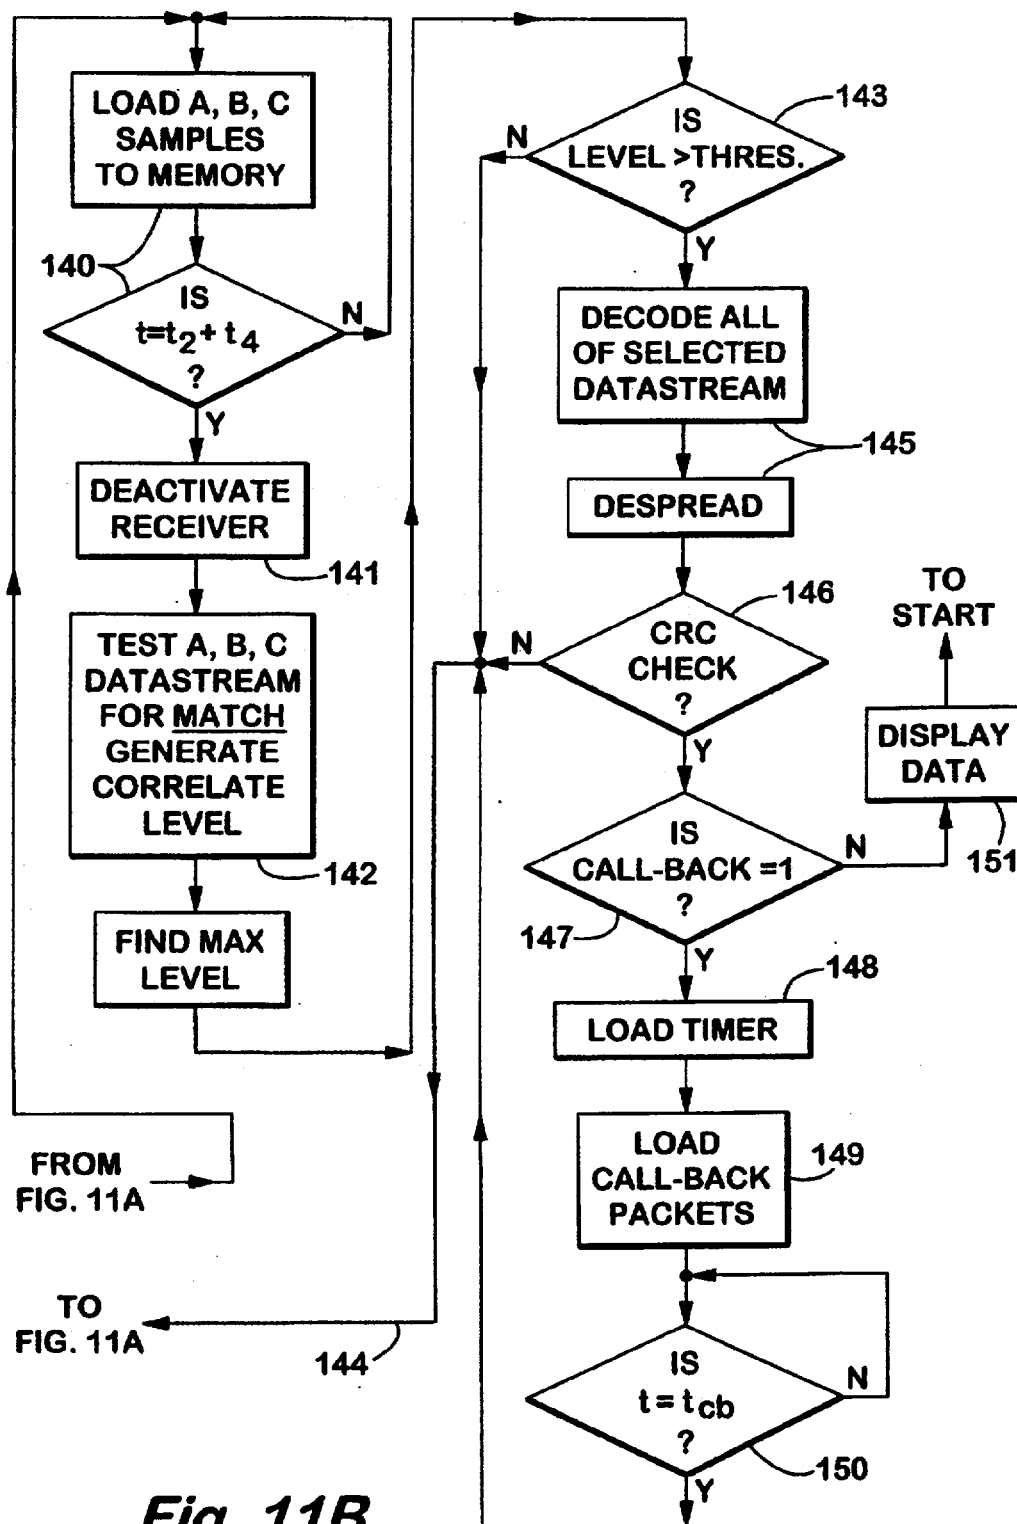 LOAD A, B, C
SAMPLES
TO MEMORY
140
IS
t=t2+ t4
?
N
Y
DEACTIVATE
RECEIVER
141
TEST A, B, C
DATASTREAM
FOR MATCH
GENERATE
CORRELATE
LEVEL
142
FIND MAX
LEVEL
FROM
FIG. 11A
TO
FIG. 11A
144
143
IS
LEVEL >THRES.
?
N
Y
DECODE ALL
OF SELECTED
DATASTREAM
145
DESPREAD
146
CRC
CHECK
?
N
Y
TO
START
DISPLAY
DATA
151
IS
CALL-BACK =1
?
N
147
Y
148
LOAD TIMER
LOAD
CALL-BACK
PACKETS
149
IS
t= tcb
?
N
150
Y
Fig. 11B